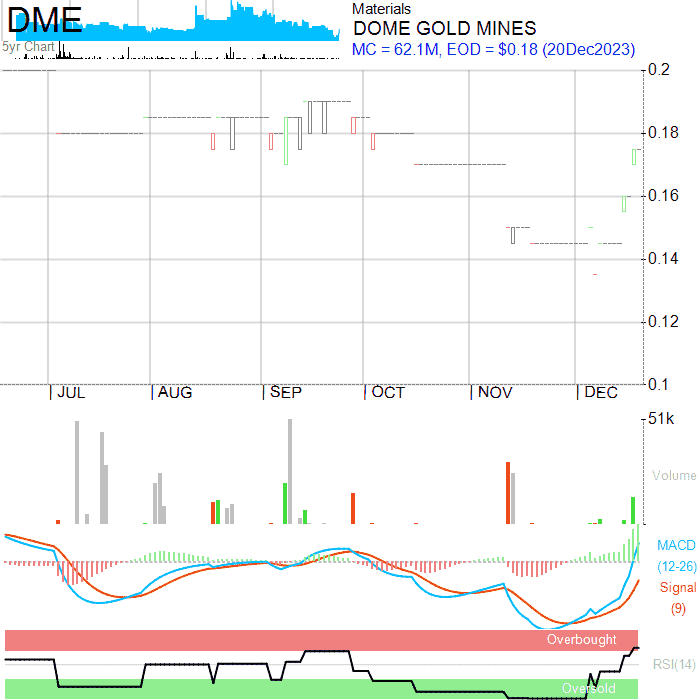 DME
5yr Chart
Materials
DOME GOLD MINES
MC = 62.1M, EOD = $0.18 (20Dec2023)
0.2
0.18
0.16
0.14
0.12
0.1
JUL AUG SEP OCT NOV DEC
51k
Volume
MACD
(12-26)
Signal
(9)
Overbought
RSI(14)
Oversold